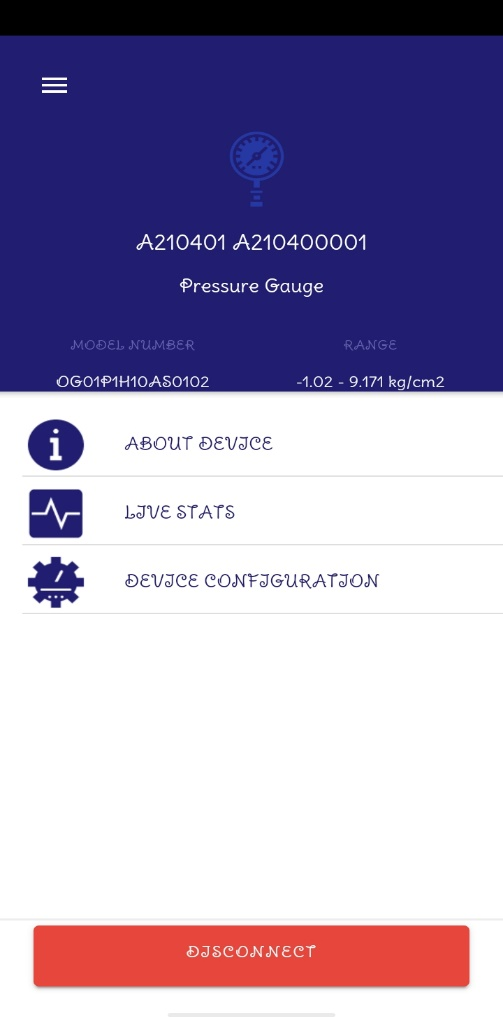 A210401 A210400001
Pressure Gauge
MODEL NUMBER RANGE
OG01P1H10AS0102 -1.02 - 9.171 kg/cm2
ABOUT DEVICE
LIVE STATS
DEVICE CONFIGURATION
DISCONNECT